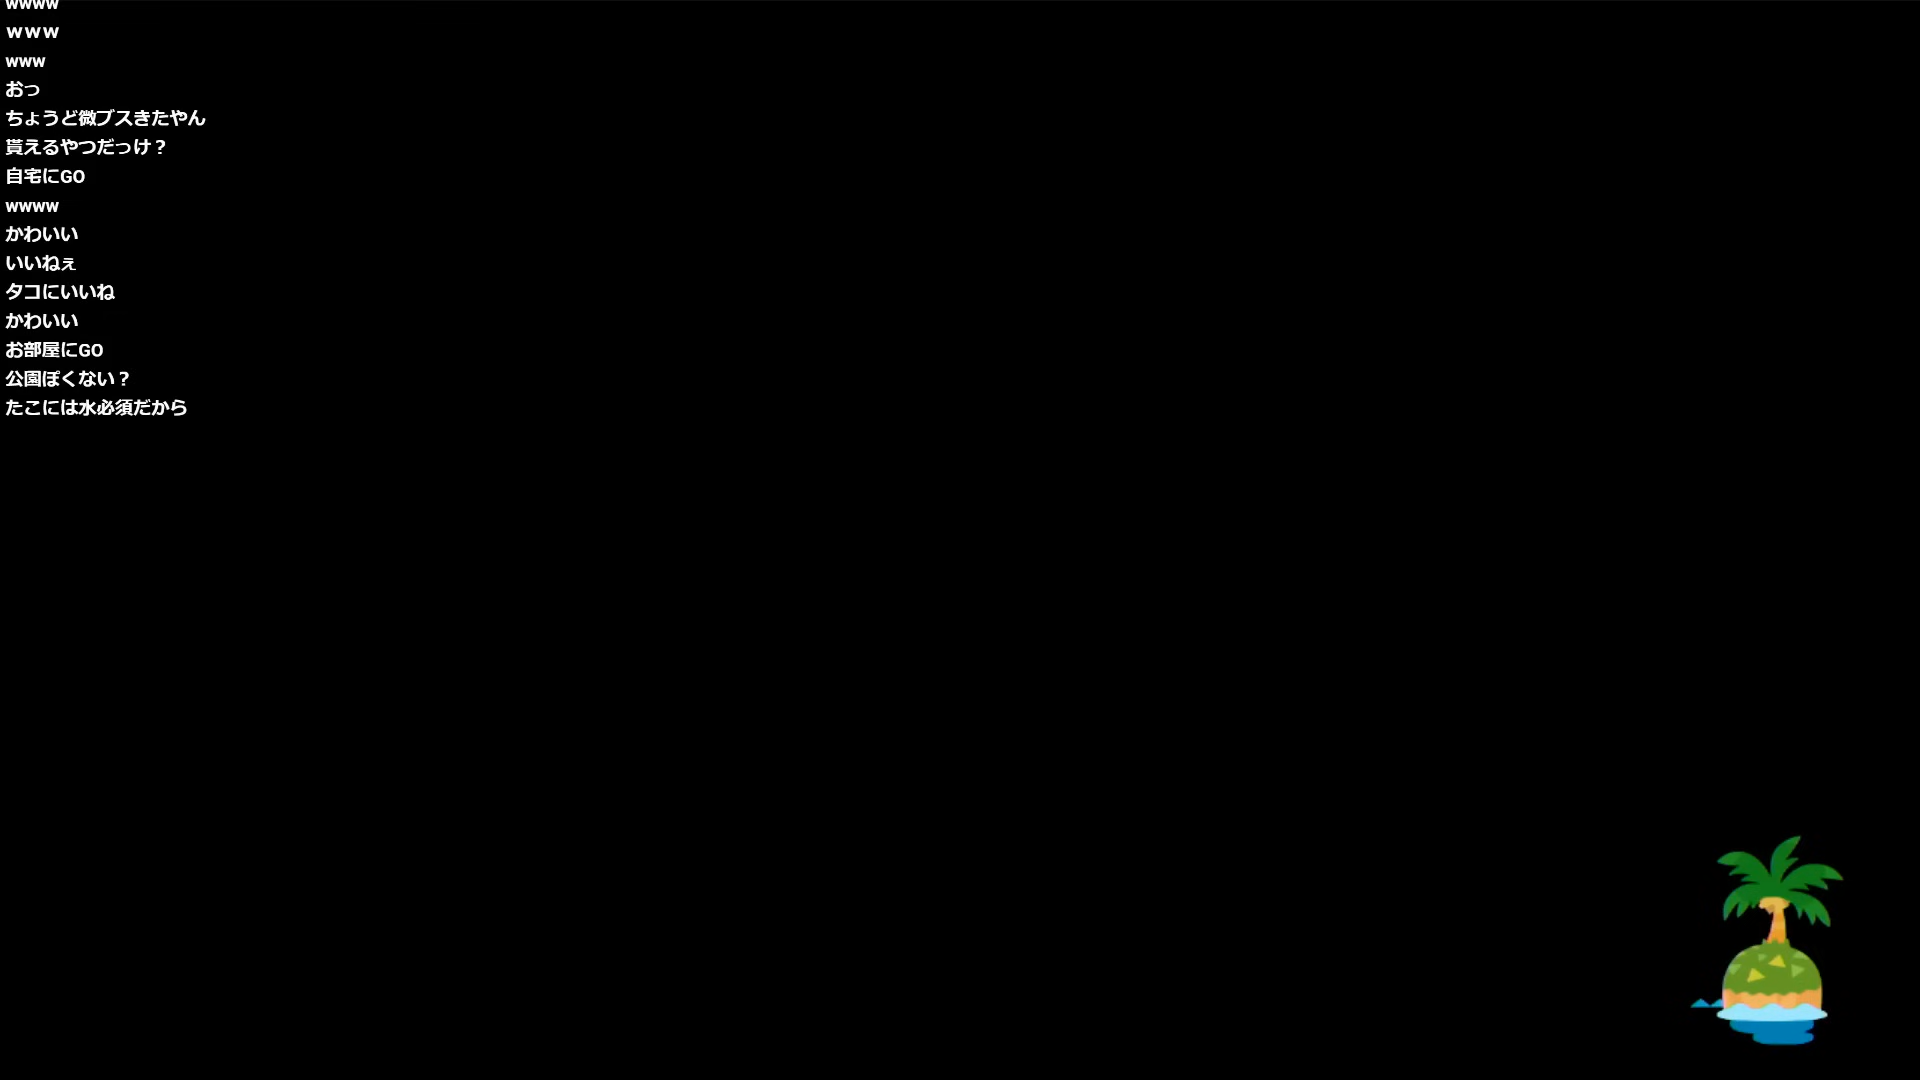 wwww
ｗｗｗ
www
おっ
ちょうど微ブスきたやん
貰えるやつだっけ？
自宅にGO
wwww
かわいい
いいねぇ
タコにいいね
かわいい
お部屋にGO
公園ぽくない？
たこには水必須だから